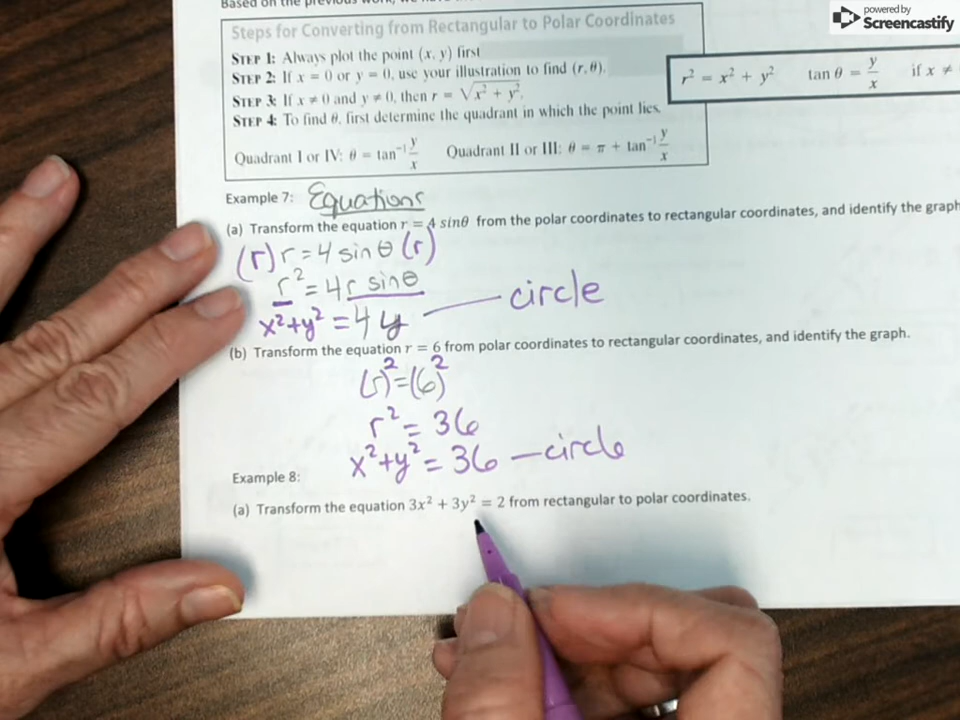 powered by
Screencastify
Steps for Converting from Rectangular to Polar Coordinates
STEP 1: Always plot the point (x, y) first
STEP 2: If x = 0 or y = 0, use your illustration to find (r, θ).
STEP 3: If x ≠ 0 and y ≠ 0, then r = √x² + y².
STEP 4: To find θ, first determine the quadrant in which the point lies.
Quadrant I or IV: θ = tan⁻¹ y/x Quadrant II or III: θ = π + tan⁻¹ y/x
r² = x² + y² tan θ = y/x if x ≠
Example 7: Equations
(a) Transform the equation r = 4 sinθ from the polar coordinates to rectangular coordinates, and identify the graph
(r) r = 4 sin θ (r)
r² = 4r sin θ
x²+y² = 4y — circle
(b) Transform the equation r = 6 from polar coordinates to rectangular coordinates, and identify the graph.
(r)² = (6)²
r² = 36
x²+y² = 36 — circle
Example 8:
(a) Transform the equation 3x² + 3y² = 2 from rectangular to polar coordinates.